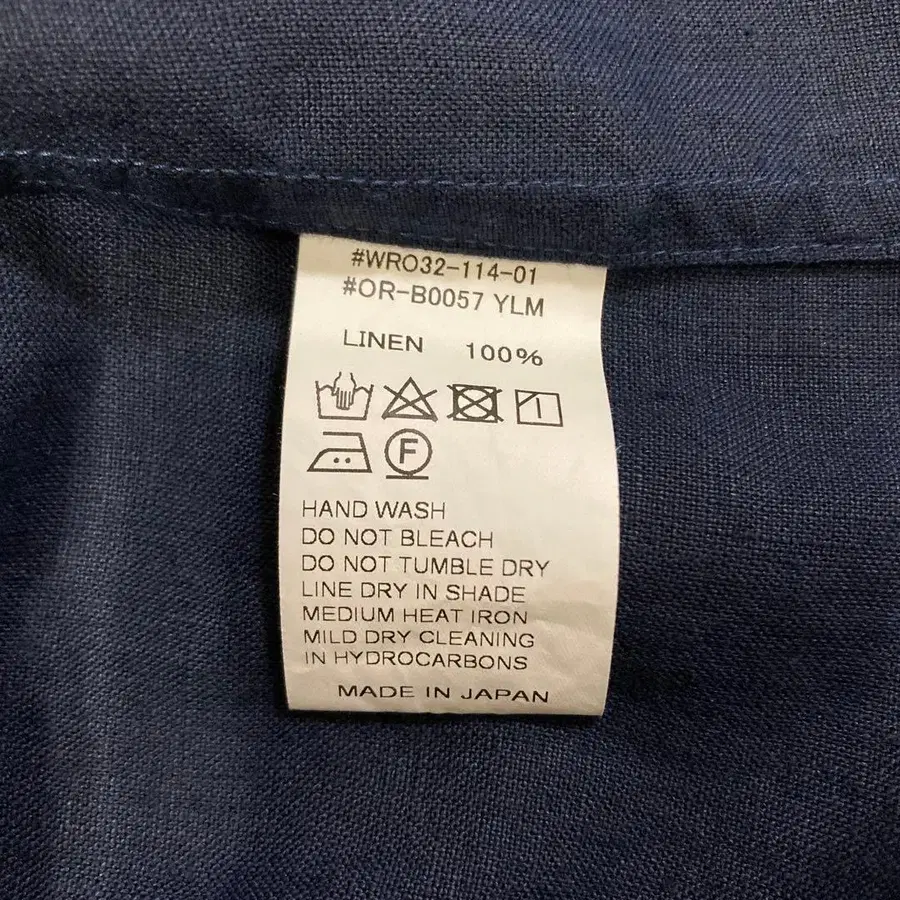 #WRO32-114-01
#OR-B0057 YLM
LINEN 100%
F
HAND WASH
DO NOT BLEACH
DO NOT TUMBLE DRY
LINE DRY IN SHADE
MEDIUM HEAT IRON
MILD DRY CLEANING
IN HYDROCARBONS
MADE IN JAPAN